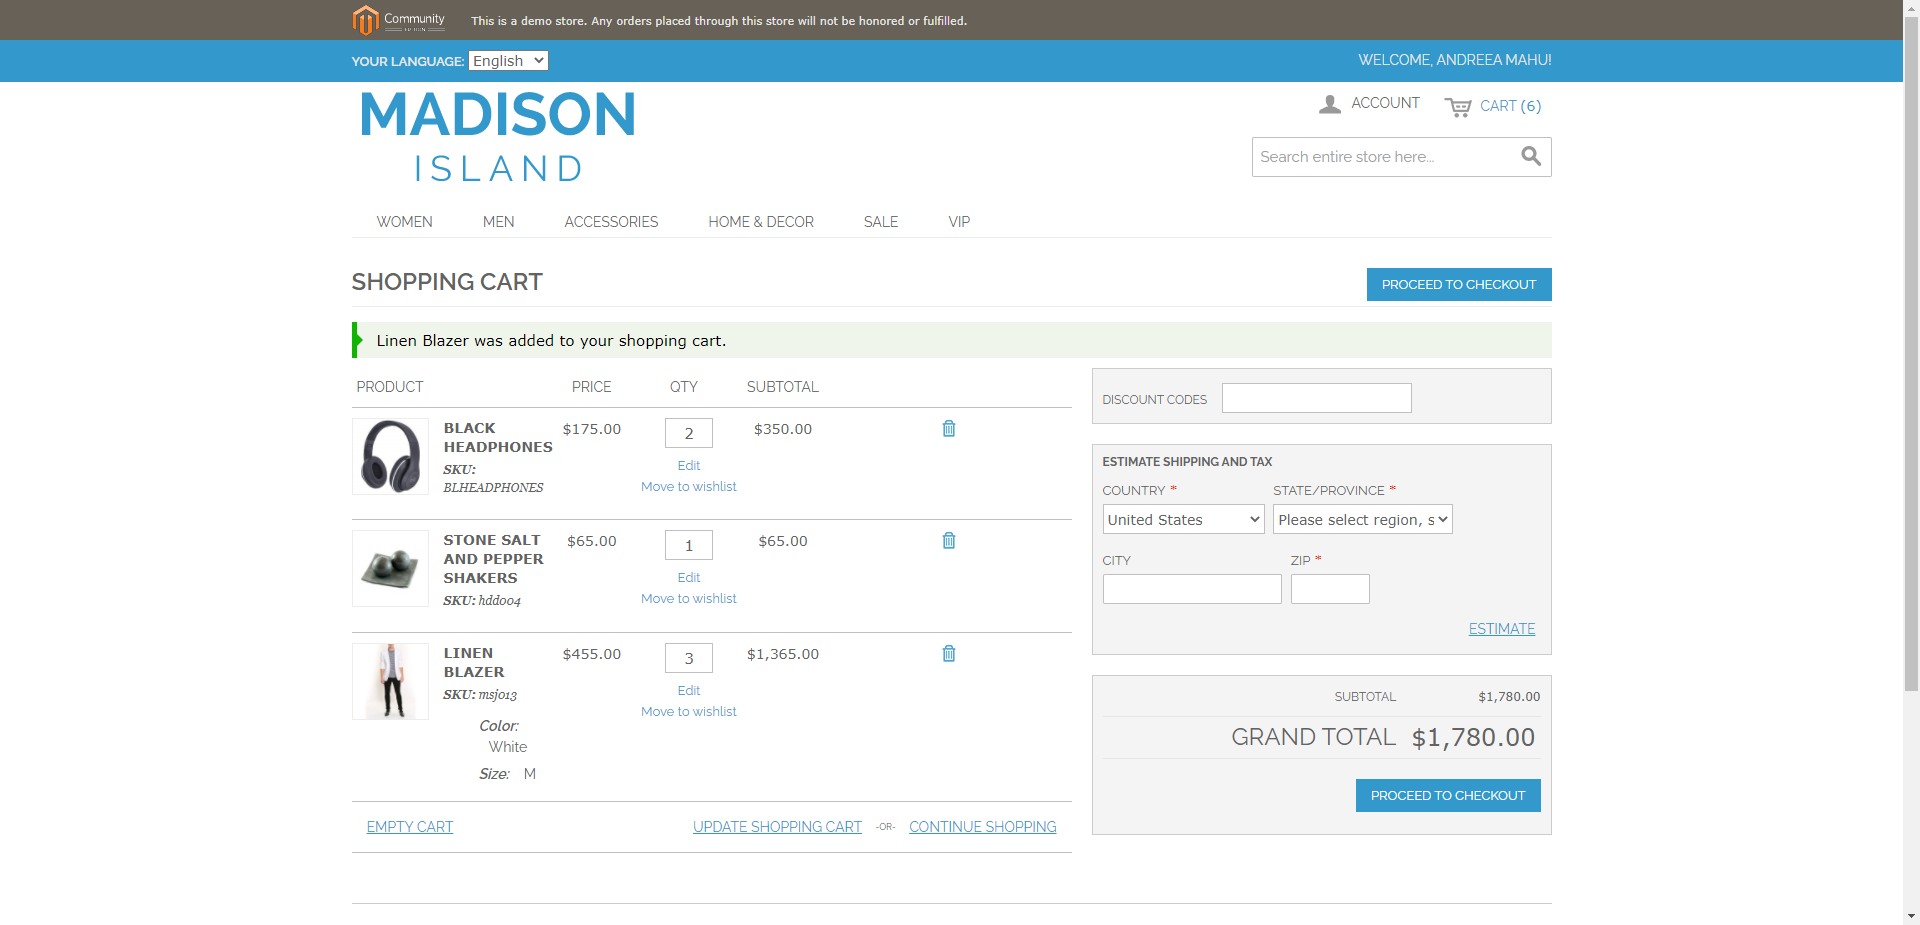 Community
This is a demo store. Any orders placed through this store will not be honored or fulfilled.
YOUR LANGUAGE: English
WELCOME, ANDREEA MAHU!
MADISON
ISLAND
ACCOUNT
CART (6)
Search entire store here...
WOMEN MEN ACCESSORIES HOME & DECOR SALE VIP
SHOPPING CART
PROCEED TO CHECKOUT
Linen Blazer was added to your shopping cart.
PRODUCT PRICE QTY SUBTOTAL
BLACK HEADPHONES
SKU: BLHEADPHONES
$175.00
2
Edit
Move to wishlist
$350.00
STONE SALT AND PEPPER SHAKERS
SKU: hdd004
$65.00
1
Edit
Move to wishlist
$65.00
LINEN BLAZER
SKU: msj013
Color:
White
Size: M
$455.00
3
Edit
Move to wishlist
$1,365.00
EMPTY CART
UPDATE SHOPPING CART -OR- CONTINUE SHOPPING
DISCOUNT CODES
ESTIMATE SHIPPING AND TAX
COUNTRY * STATE/PROVINCE *
United States Please select region, s
CITY ZIP *
ESTIMATE
SUBTOTAL $1,780.00
GRAND TOTAL $1,780.00
PROCEED TO CHECKOUT